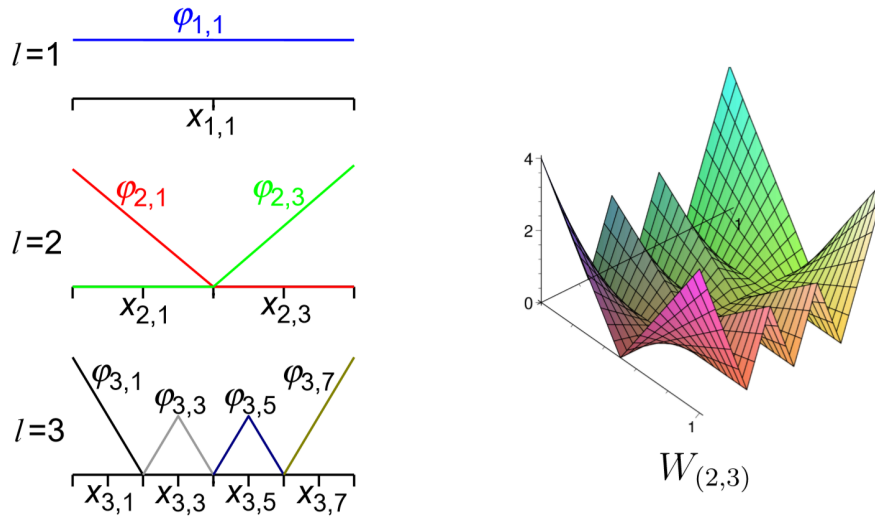 φ1,1
l=1
x1,1
φ2,1 φ2,3
l=2
x2,1 x2,3
φ3,1 φ3,3 φ3,5 φ3,7
l=3
x3,1 x3,3 x3,5 x3,7
4
2
0
1
1
W(2,3)